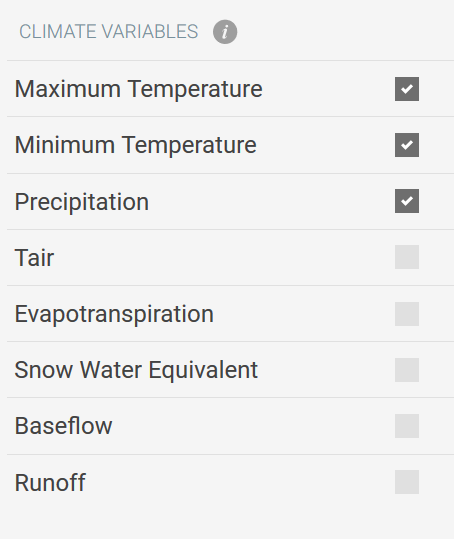 CLIMATE VARIABLES i
Maximum Temperature
Minimum Temperature
Precipitation
Tair
Evapotranspiration
Snow Water Equivalent
Baseflow
Runoff